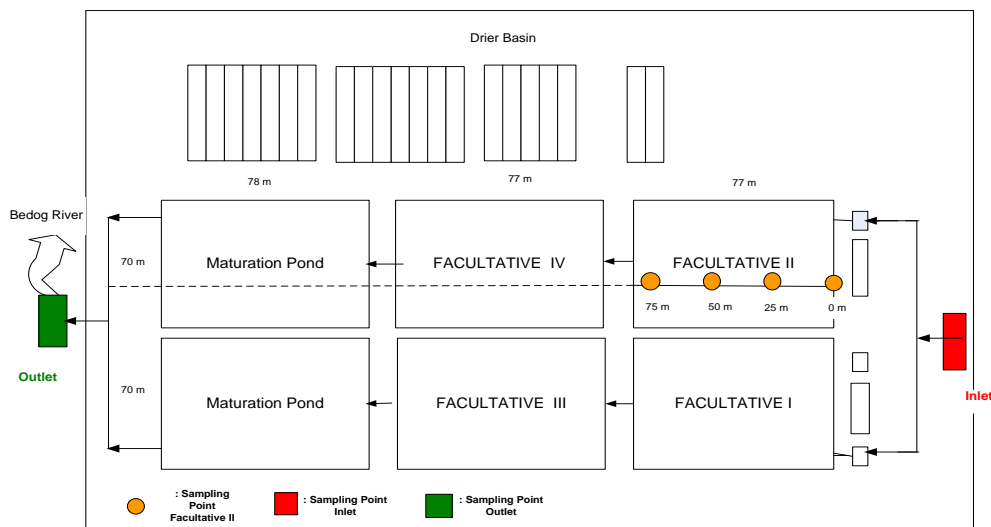 Drier Basin
78 m
77 m
77 m
Bedog River
70 m
Maturation Pond
FACULTATIVE IV
FACULTATIVE II
75 m
50 m
25 m
0 m
Outlet
70 m
Maturation Pond
FACULTATIVE III
FACULTATIVE I
Inlet
: Sampling
Point
Facultative II
: Sampling Point
Inlet
: Sampling Point
Outlet